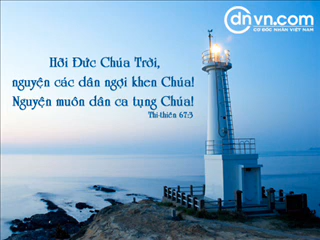 cdnvn.com
CƠ ĐỐC NHÂN VIỆT NAM
Hỡi Đức Chúa Trời,
nguyện các dân ngợi khen Chúa!
Nguyện muôn dân ca tụng Chúa!
Thi-thiên 67:3